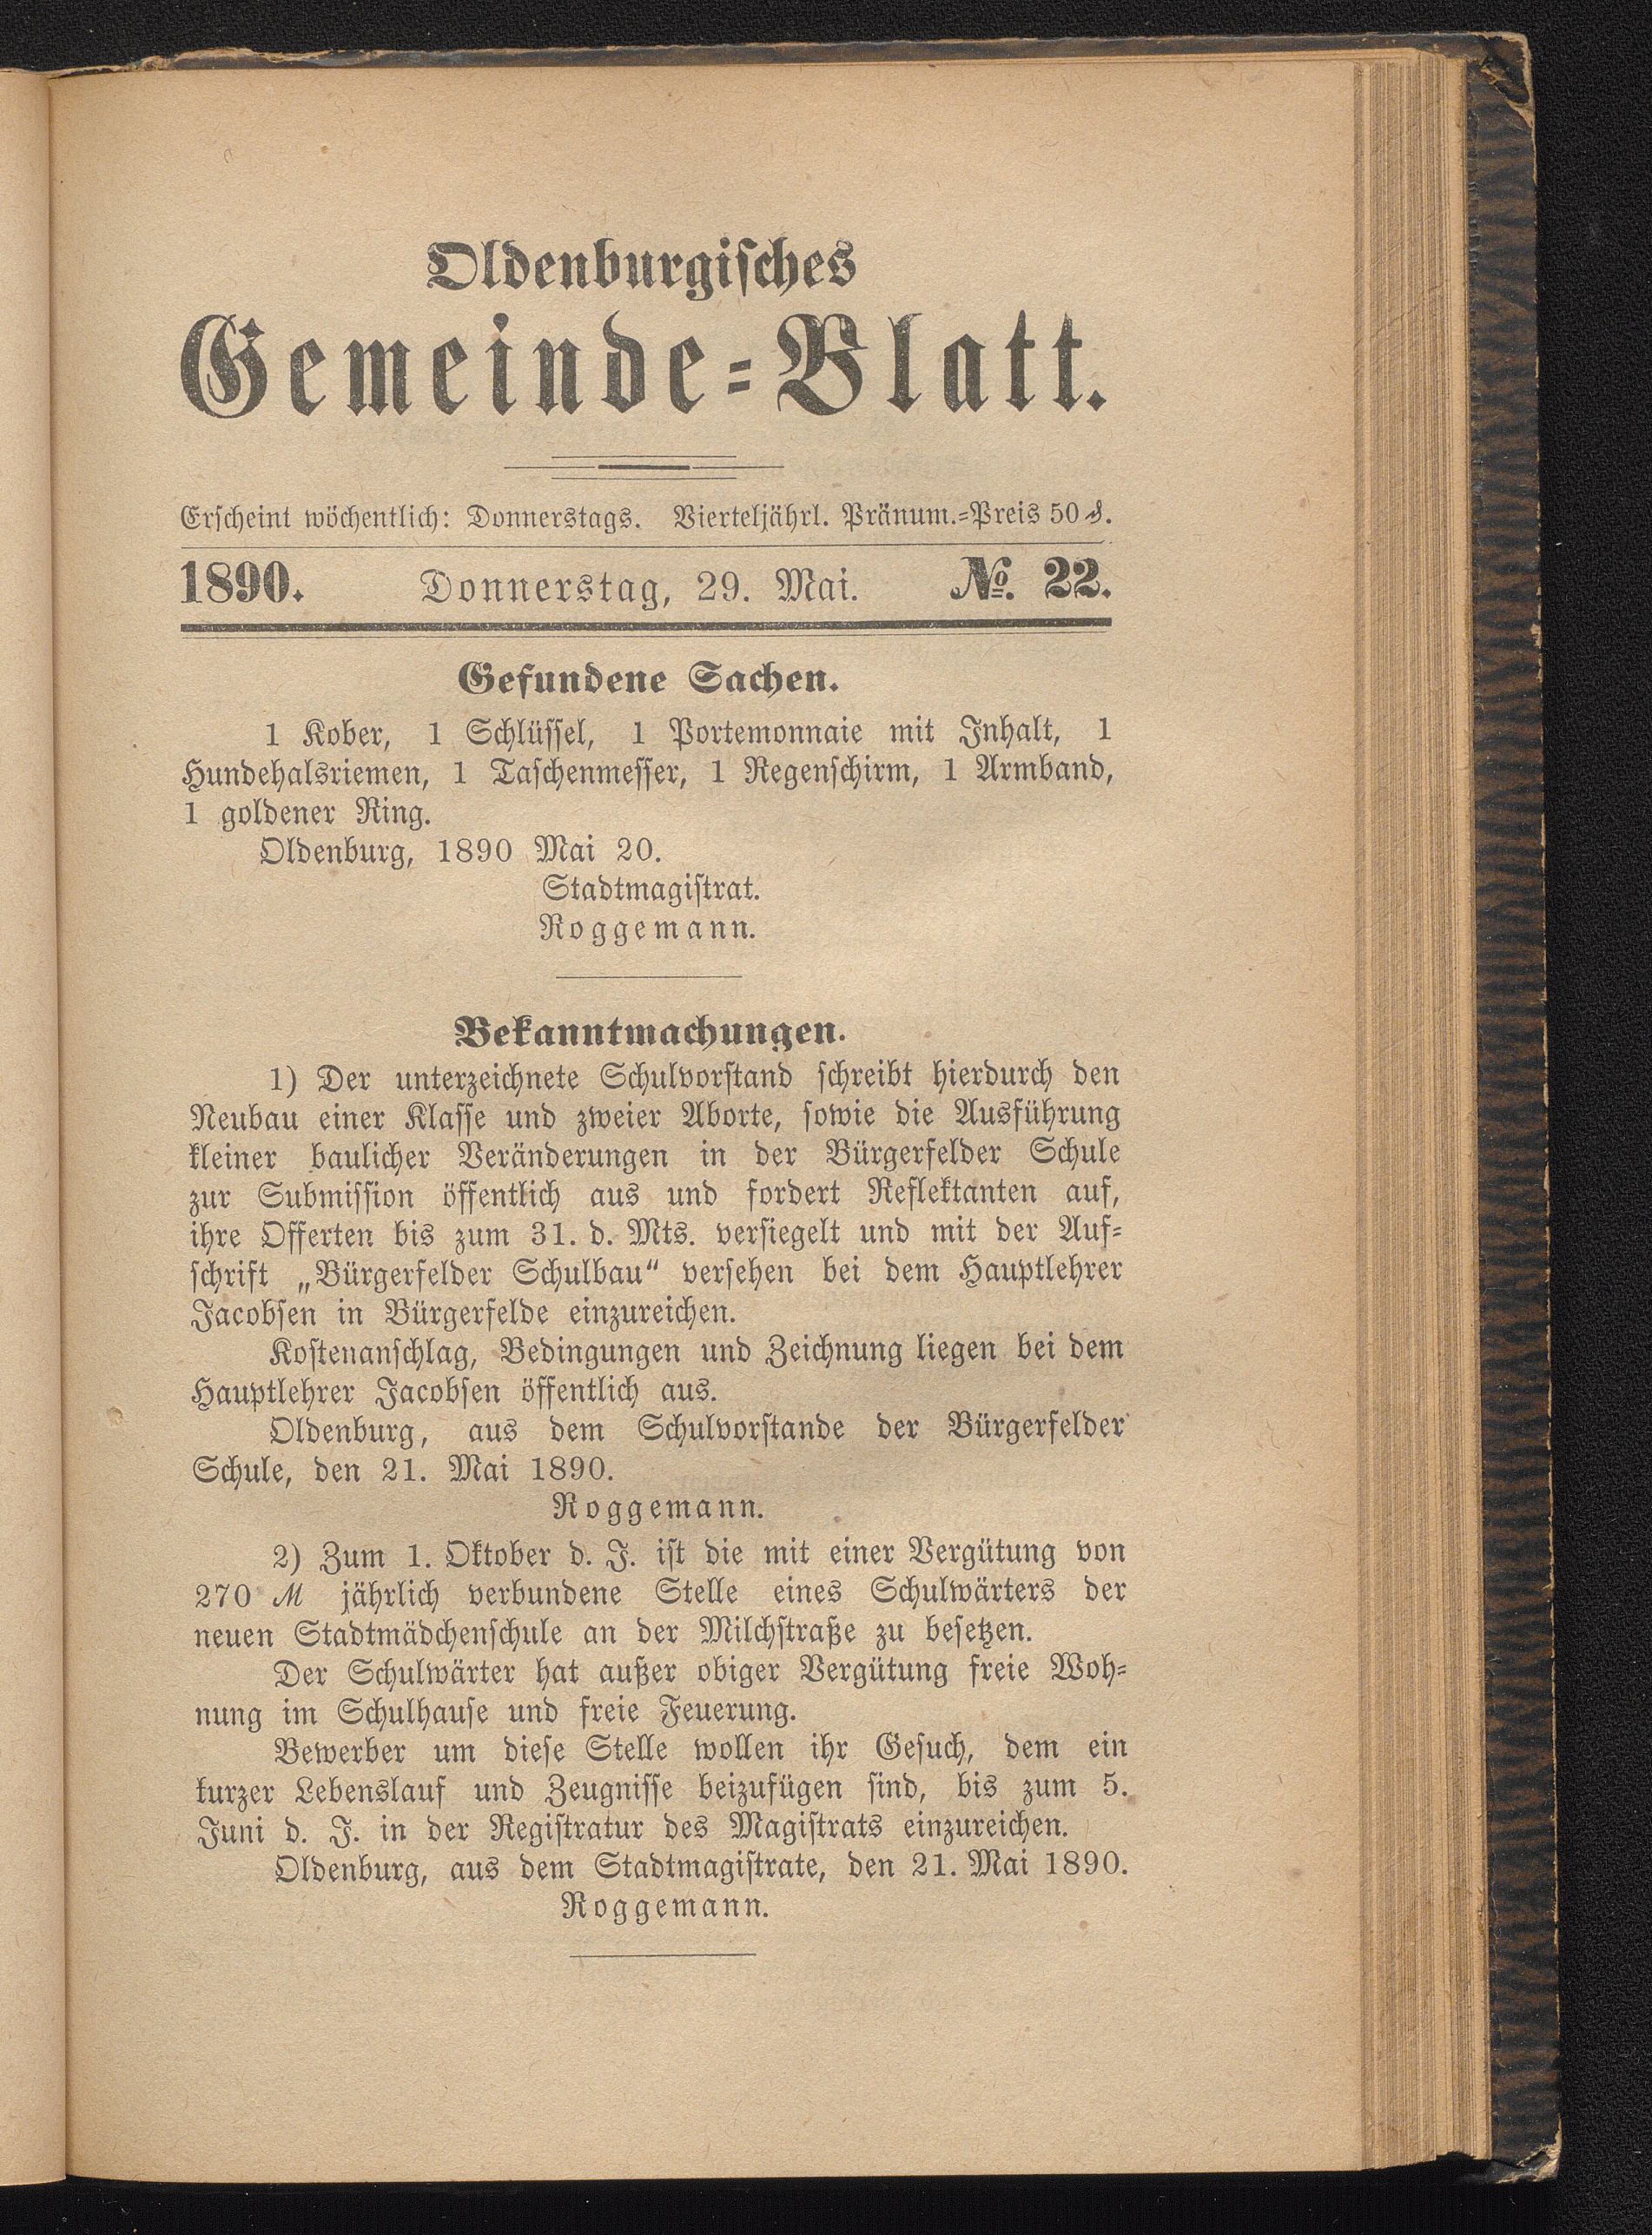 Oldenburgisches
Gemeinde-Blatt.
Erscheint wöchentlich: Donnerstags. Vierteljährl. Pränum.-Preis 50 ₰.
1890. Donnerstag, 29. Mai. №. 22.
Gefundene Sachen.
1 Kober, 1 Schlüssel, 1 Portemonnaie mit Inhalt, 1
Hundehalsriemen, 1 Taschenmesser, 1 Regenschirm, 1 Armband,
1 goldener Ring.
Oldenburg, 1890 Mai 20.
Stadtmagistrat.
Roggemann.
Bekanntmachungen.
1) Der unterzeichnete Schulvorstand schreibt hierdurch den
Neubau einer Klasse und zweier Aborte, sowie die Ausführung
kleiner baulicher Veränderungen in der Bürgerfelder Schule
zur Submission öffentlich aus und fordert Reflektanten auf,
ihre Offerten bis zum 31. d. Mts. versiegelt und mit der Auf-
schrift „Bürgerfelder Schulbau“ versehen bei dem Hauptlehrer
Jacobsen in Bürgerfelde einzureichen.
Kostenanschlag, Bedingungen und Zeichnung liegen bei dem
Hauptlehrer Jacobsen öffentlich aus.
Oldenburg, aus dem Schulvorstande der Bürgerfelder
Schule, den 21. Mai 1890.
Roggemann.
2) Zum 1. Oktober d. J. ist die mit einer Vergütung von
270 ℳ jährlich verbundene Stelle eines Schulwärters der
neuen Stadtmädchenschule an der Milchstraße zu besetzen.
Der Schulwärter hat außer obiger Vergütung freie Woh-
nung im Schulhause und freie Feuerung.
Bewerber um diese Stelle wollen ihr Gesuch, dem ein
kurzer Lebenslauf und Zeugnisse beizufügen sind, bis zum 5.
Juni d. J. in der Registratur des Magistrats einzureichen.
Oldenburg, aus dem Stadtmagistrate, den 21. Mai 1890.
Roggemann.